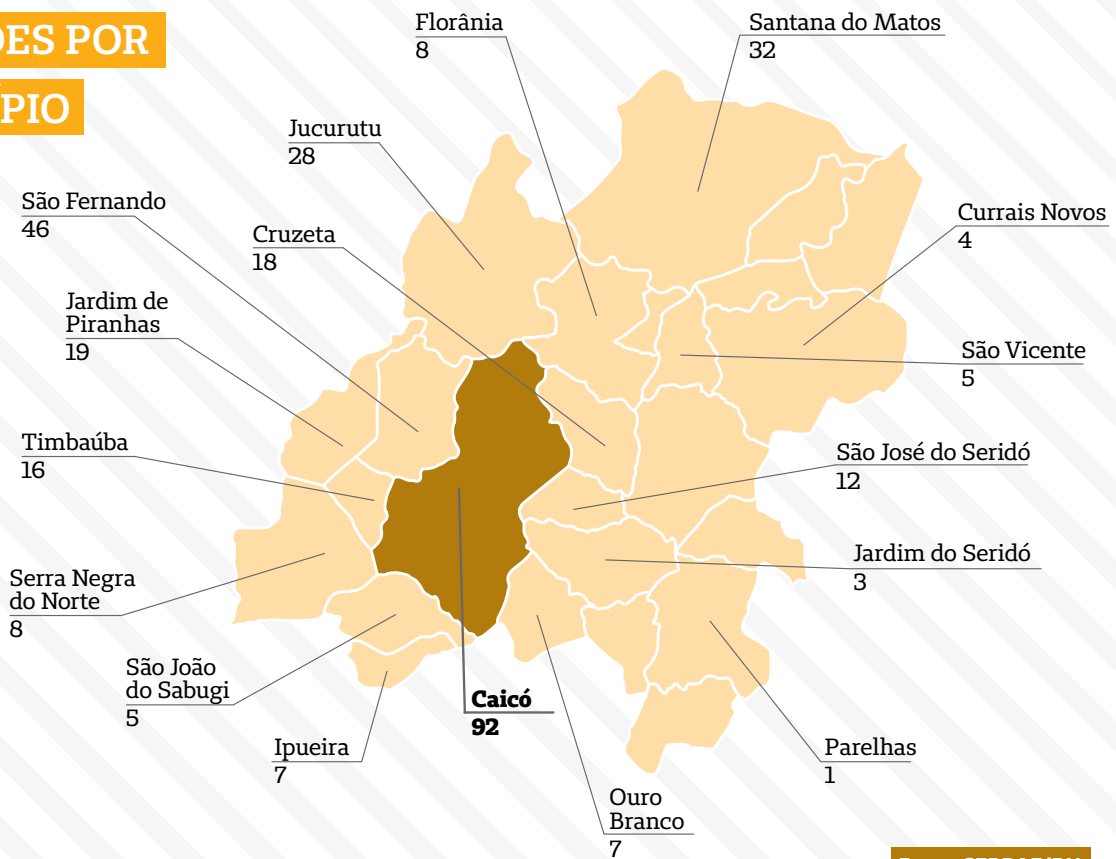 DES POR
ÍPIO
Florânia
8
Santana do Matos
32
Jucurutu
28
São Fernando
46
Cruzeta
18
Currais Novos
4
Jardim de
Piranhas
19
São Vicente
5
Timbaúba
16
São José do Seridó
12
Jardim do Seridó
3
Serra Negra
do Norte
8
São João
do Sabugi
5
Caicó
92
Ipueira
7
Parelhas
1
Ouro
Branco
7